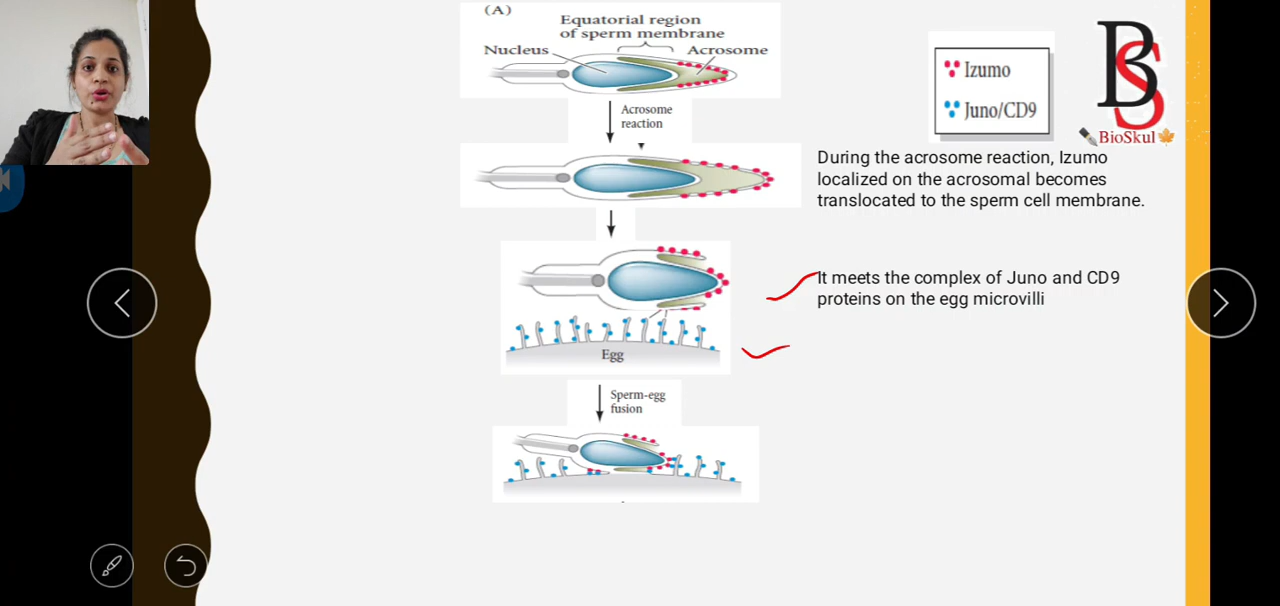 (A)
Equatorial region
of sperm membrane
Nucleus
Acrosome
Acrosome
reaction
Egg
Sperm-egg
fusion
Izumo
Juno/CD9
BS
BioSkul
During the acrosome reaction, Izumo
localized on the acrosomal becomes
translocated to the sperm cell membrane.
It meets the complex of Juno and CD9
proteins on the egg microvilli